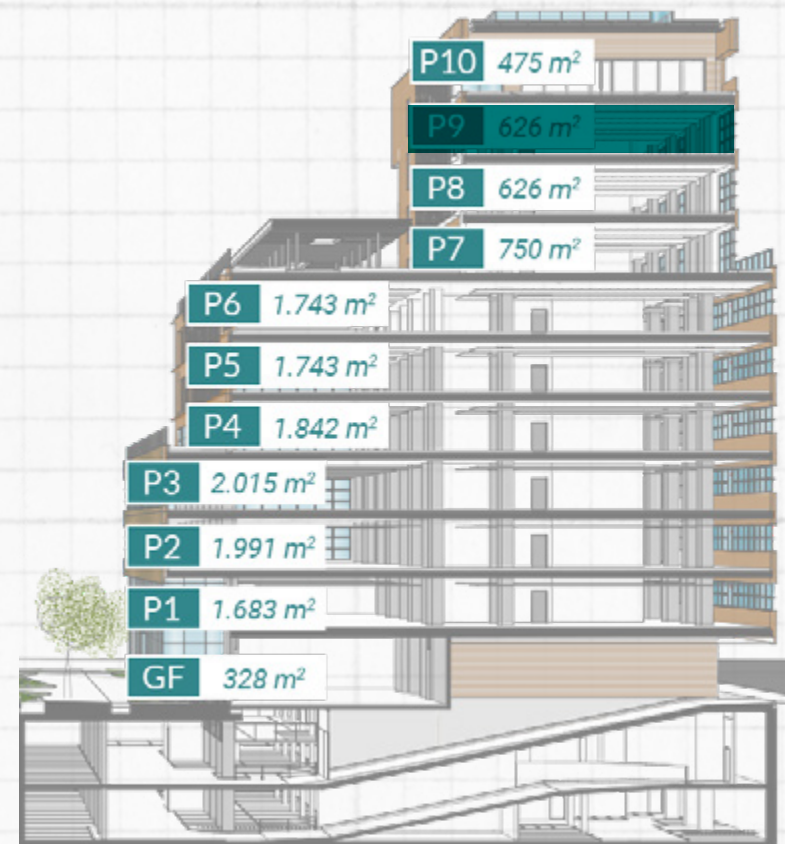 P10 475 m²
P9 626 m²
P8 626 m²
P7 750 m²
P6 1.743 m²
P5 1.743 m²
P4 1.842 m²
P3 2.015 m²
P2 1.991 m²
P1 1.683 m²
GF 328 m²